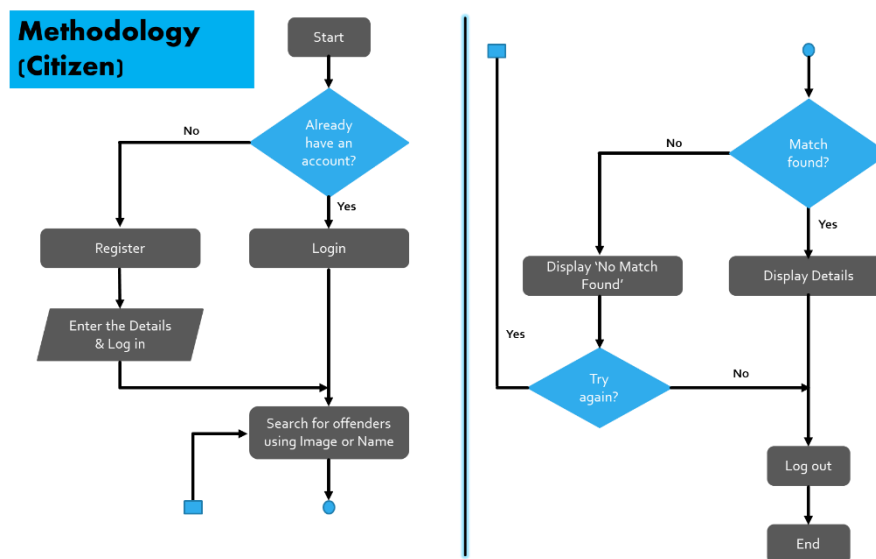 Methodology
(Citizen)
Start
Already
have an
account?
No
Yes
Register
Login
Enter the Details
& Log in
Search for offenders
using Image or Name
Match
found?
No
Yes
Display ‘No Match
Found’
Display Details
Yes
Try
again?
No
Log out
End